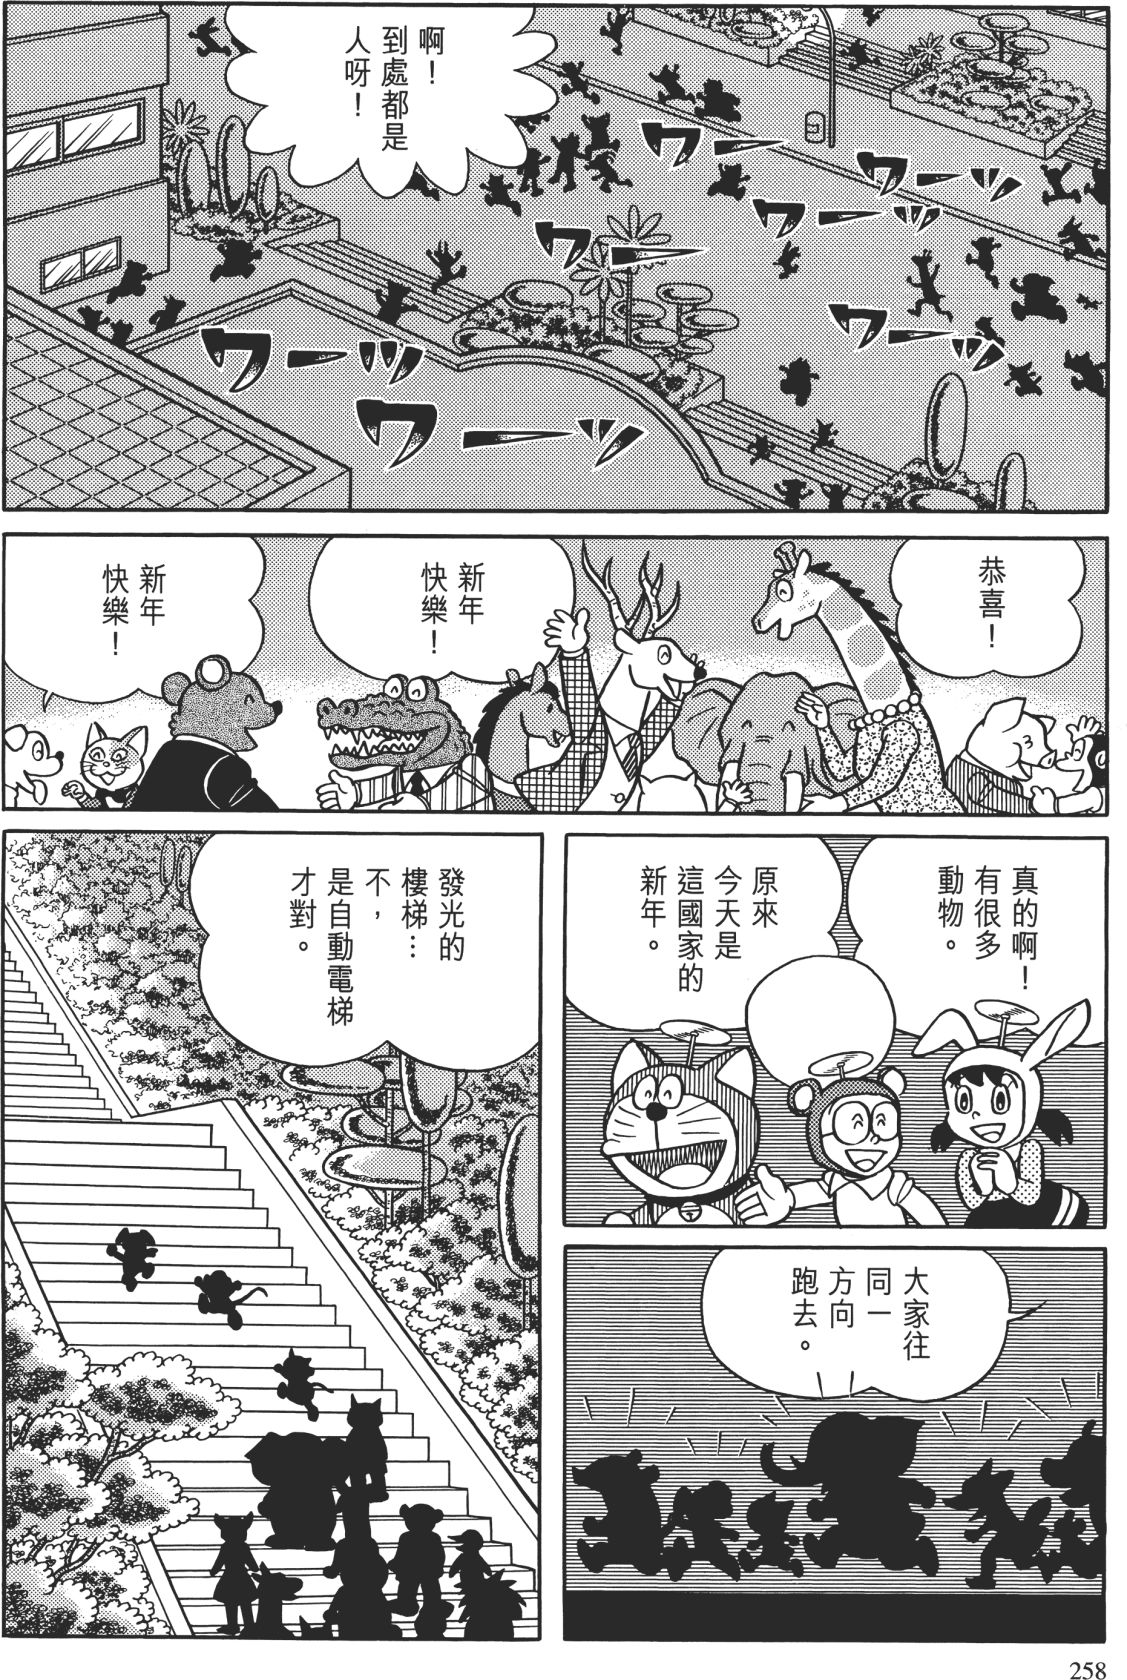 啊！
到處都是
人呀！
ワー
ワーッ
ワーッ
ワー
ワーッ
ワーッ
ワーッ
恭喜！
新年
快樂！
新年
快樂！
真的啊！
有很多
動物。
原來
今天是
這國家的
新年。
大家往
同一
方向
跑去。
發光的
樓梯…
不，
是自動電梯
才對。
258